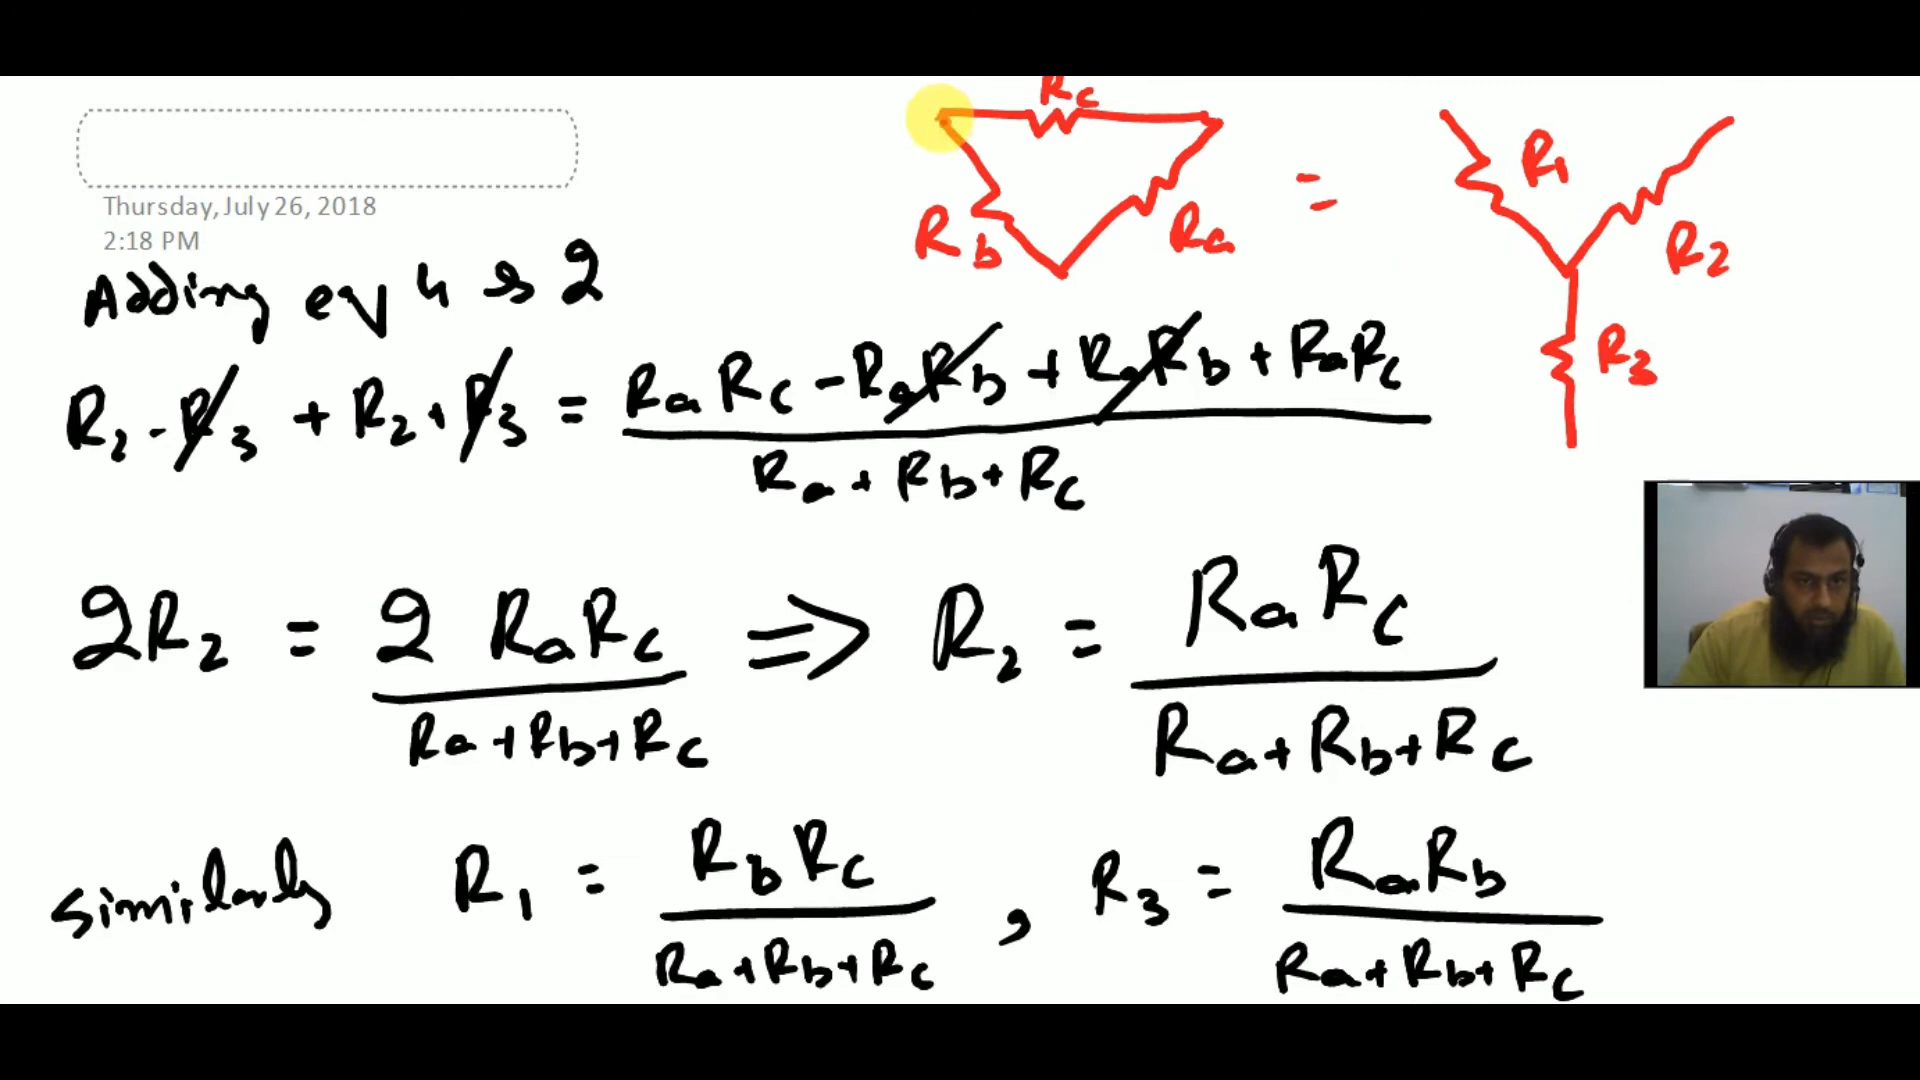 Rc
Thursday, July 26, 2018
2:18 PM
Rb Ra = R1 R2
R3
Adding eq 4 & 2
R2 - R3 + R2 + R3 = RaRc - RaRb + RaRb + RaRc
Ra + Rb + Rc
2R2 = 2 RaRc ⇒ R2 = RaRc
Ra + Rb + Rc Ra + Rb + Rc
Similarly R1 = RbRc , R3 = RaRb
Ra + Rb + Rc Ra + Rb + Rc